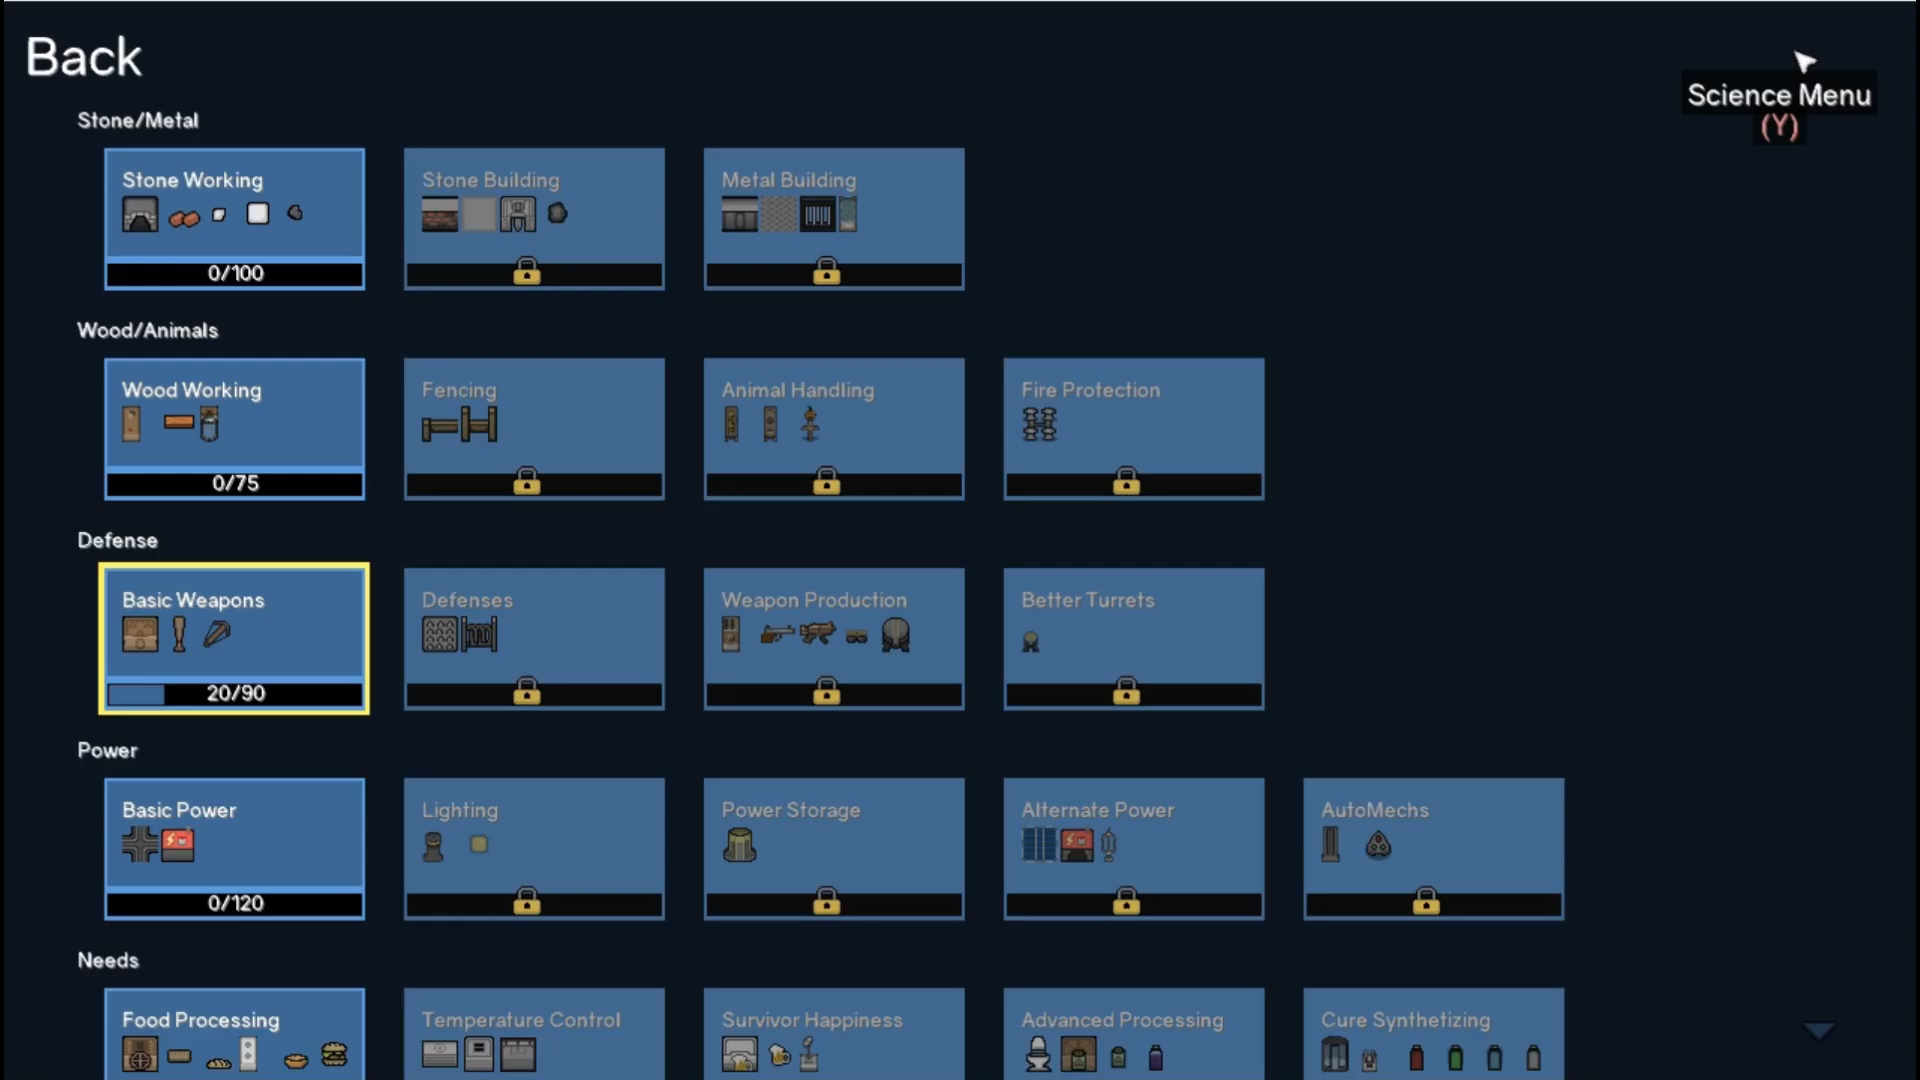 Back
Science Menu
(Y)
Stone/Metal
Stone Working
Stone Building
Metal Building
0/100
Wood/Animals
Wood Working
Fencing
Animal Handling
Fire Protection
0/75
Defense
Basic Weapons
Defenses
Weapon Production
Better Turrets
20/90
Power
Basic Power
Lighting
Power Storage
Alternate Power
AutoMechs
0/120
Needs
Food Processing
Temperature Control
Survivor Happiness
Advanced Processing
Cure Synthetizing